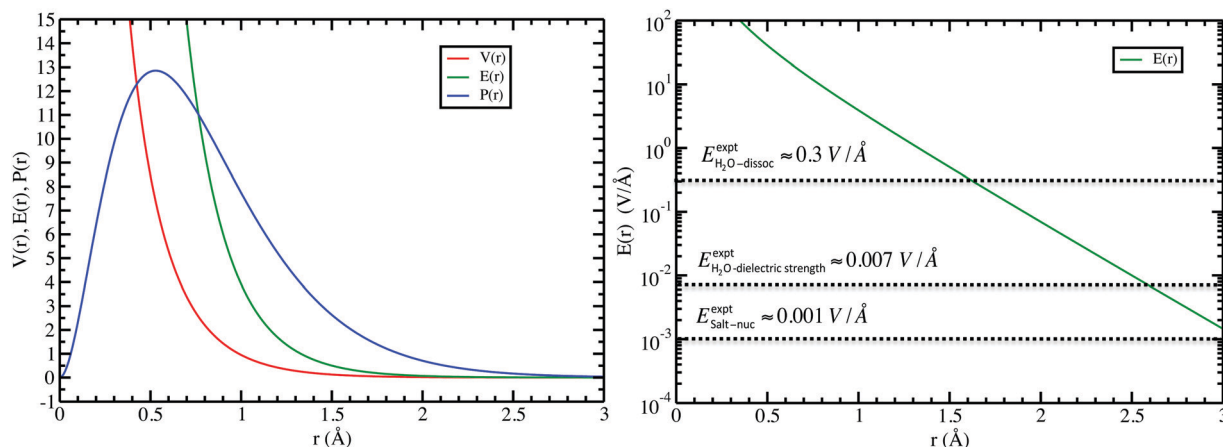 15
14
13
12
11
10
9
8
7
6
5
4
3
2
1
0
-1
V(r), E(r), P(r)
V(r)
E(r)
P(r)
0 0.5 1 1.5 2 2.5 3
r (Å)
10²
10¹
10⁰
10⁻¹
10⁻²
10⁻³
10⁻⁴
E(r) (V/Å)
E(r)
E^expt_H₂O−dissoc ≈ 0.3 V / Å
E^expt_H₂O-dielectric strength ≈ 0.007 V / Å
E^expt_Salt−nuc ≈ 0.001 V / Å
0 0.5 1 1.5 2 2.5 3
r (Å)